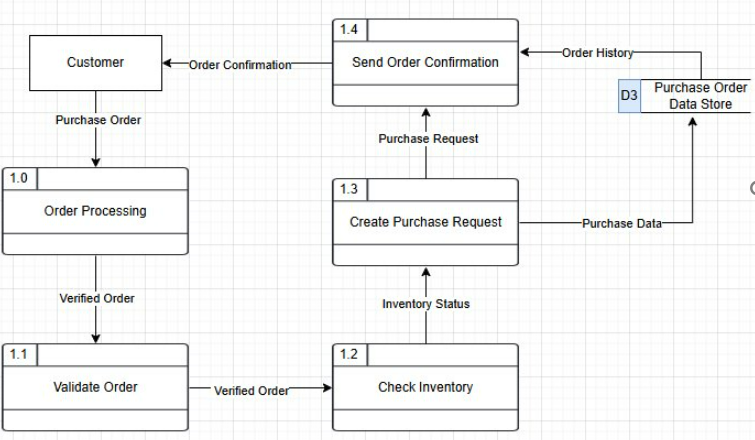 1.4
Customer
Order Confirmation
Send Order Confirmation
Order History
D3
Purchase Order
Data Store
Purchase Order
Purchase Request
1.0
Order Processing
1.3
Create Purchase Request
Purchase Data
Verified Order
Inventory Status
1.1
Validate Order
Verified Order
1.2
Check Inventory